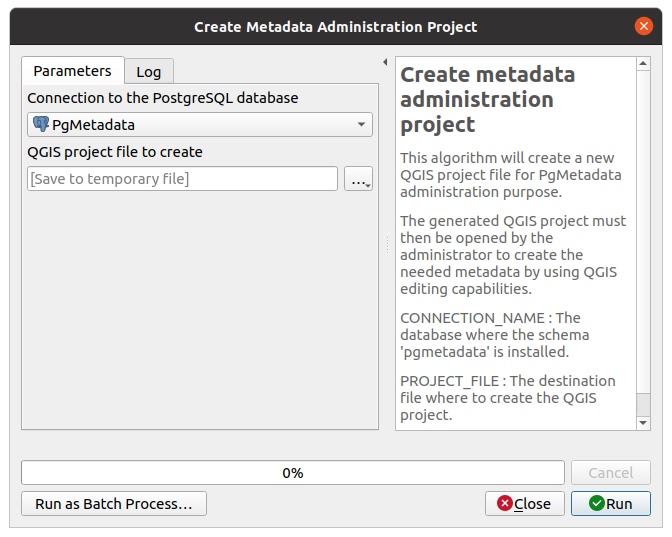 Create Metadata Administration Project
Parameters
Log
Connection to the PostgreSQL database
PgMetadata
QGIS project file to create
[Save to temporary file]
...
Create metadata
administration
project
This algorithm will create a new
QGIS project file for PgMetadata
administration purpose.
The generated QGIS project must
then be opened by the
administrator to create the
needed metadata by using QGIS
editing capabilities.
CONNECTION_NAME : The
database where the schema
'pgmetadata' is installed.
PROJECT_FILE : The destination
file where to create the QGIS
project.
0%
Cancel
Run as Batch Process...
Close
Run